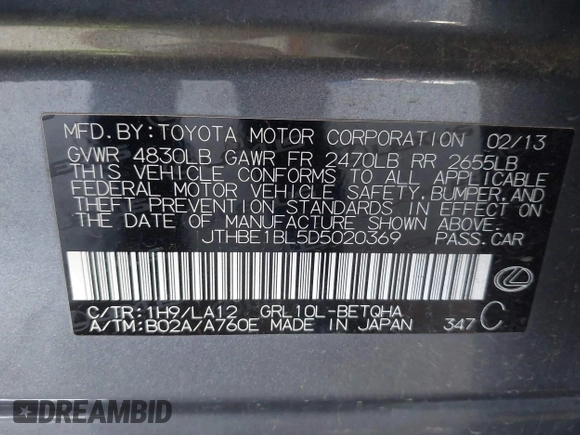 MFD. BY: TOYOTA MOTOR CORPORATION 02/13
GVWR 4830LB GAWR FR 2470LB RR 2655LB
THIS VEHICLE CONFORMS TO ALL APPLICABLE
FEDERAL MOTOR VEHICLE SAFETY, BUMPER, AND
THEFT PREVENTION STANDARDS IN EFFECT ON
THE DATE OF MANUFACTURE SHOWN ABOVE.
JTHBE1BL5D5020369 PASS. CAR
C/TR: 1H9/LA12 GRL10L-BETQHA
A/TM: B02A/A760E MADE IN JAPAN 347 C
DREAMBID